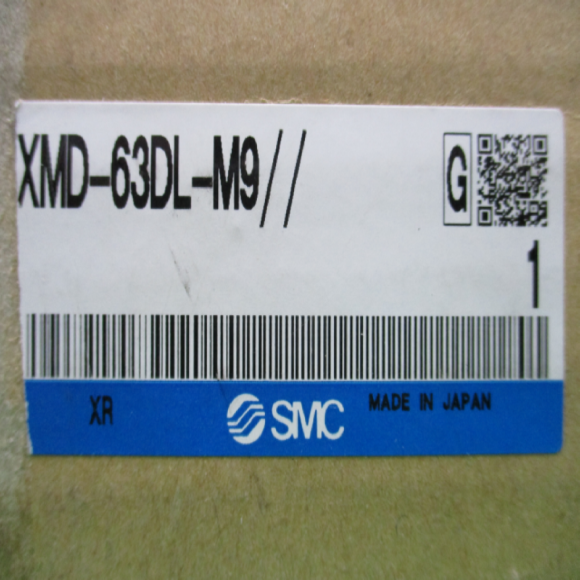 XMD-63DL-M9//
G
1
XR
SMC
MADE IN JAPAN